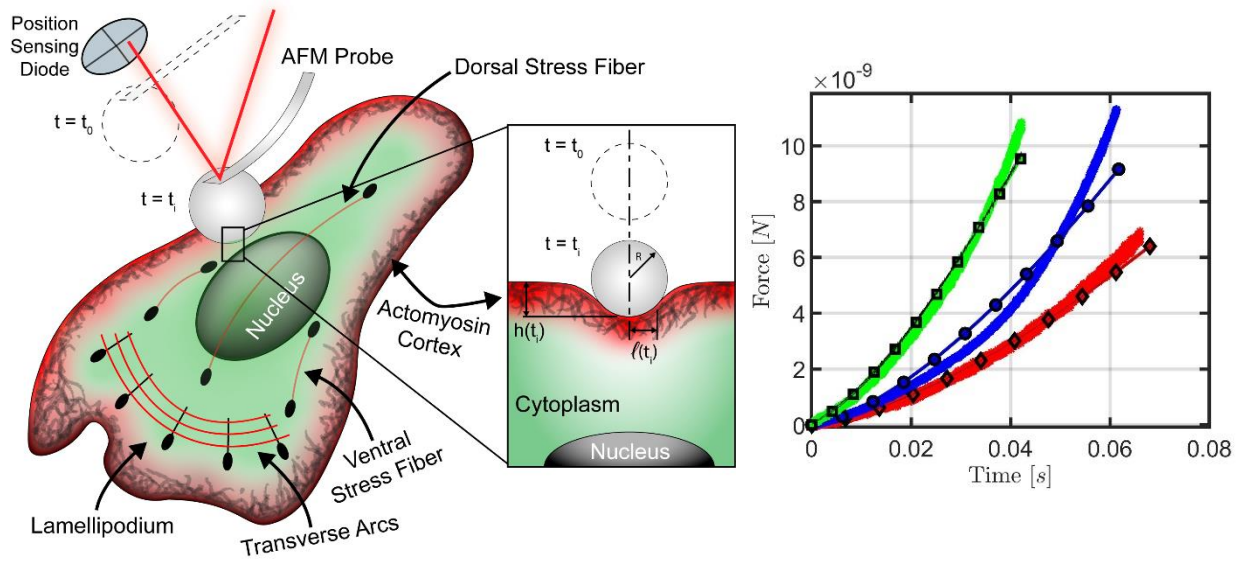 Position
Sensing
Diode
AFM Probe
Dorsal Stress Fiber
t = t₀
t = tᵢ
Nucleus
Actomyosin
Cortex
Ventral
Stress Fiber
Lamellipodium
Transverse Arcs
t = t₀
t = tᵢ
R
h(tᵢ)
ℓ(tᵢ)
Cytoplasm
Nucleus
×10⁻⁹
10
8
6
4
2
0
Force [N]
0
0.02
0.04
0.06
0.08
Time [s]